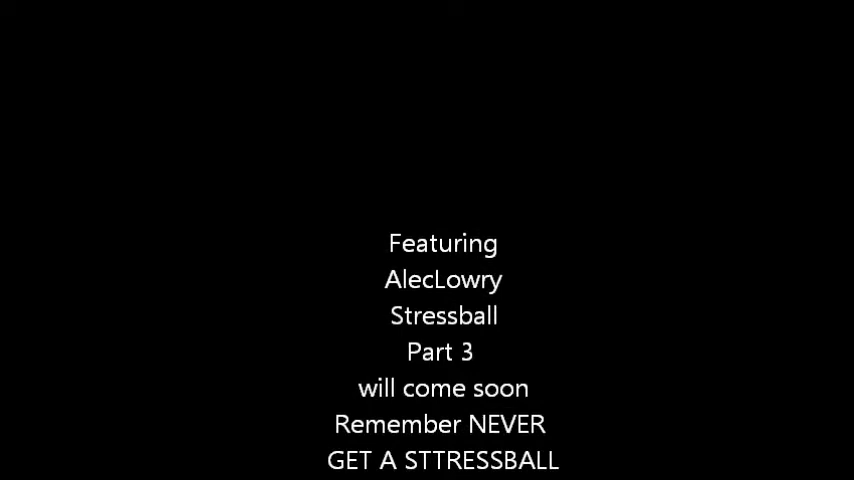 Featuring
AlecLowry
Stressball
Part 3
will come soon
Remember NEVER
GET A STTRESSBALL